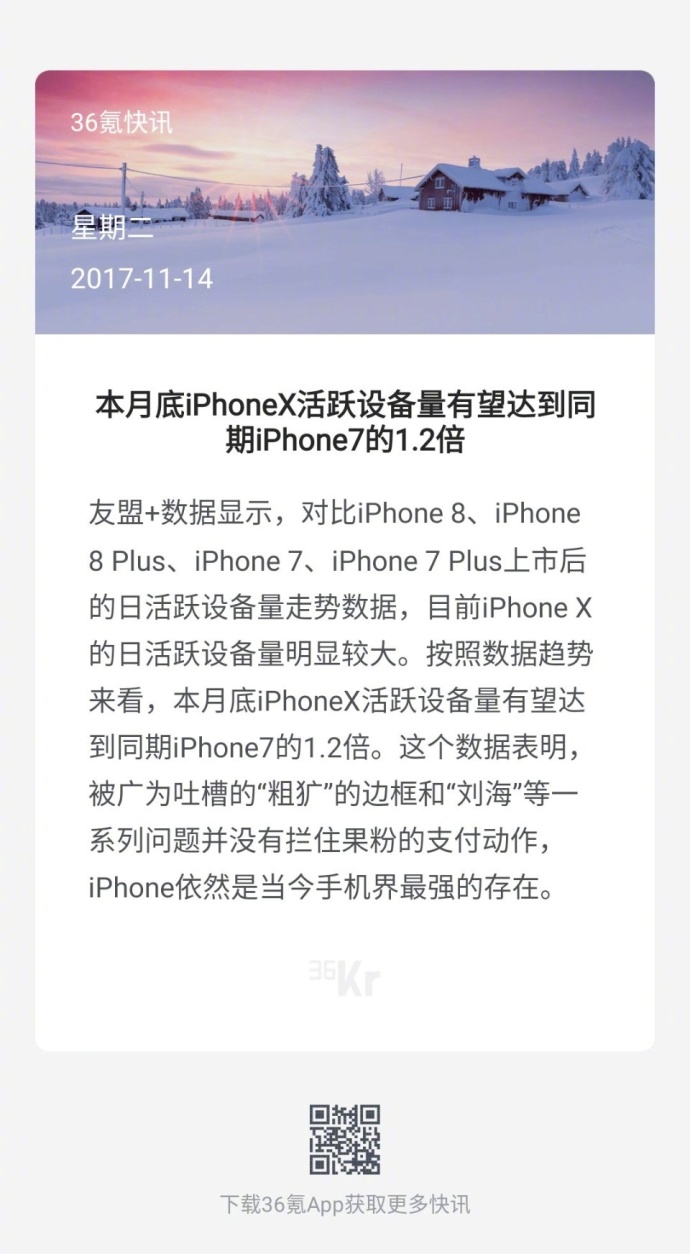 36氪快讯
星期二
2017-11-14
本月底iPhoneX活跃设备量有望达到同
期iPhone7的1.2倍
友盟+数据显示，对比iPhone 8、iPhone
8 Plus、iPhone 7、iPhone 7 Plus上市后
的日活跃设备量走势数据，目前iPhone X
的日活跃设备量明显较大。按照数据趋势
来看，本月底iPhoneX活跃设备量有望达
到同期iPhone7的1.2倍。这个数据表明，
被广为吐槽的“粗犷”的边框和“刘海”等一
系列问题并没有拦住果粉的支付动作，
iPhone依然是当今手机界最强的存在。
36Kr
下载36氪App获取更多快讯